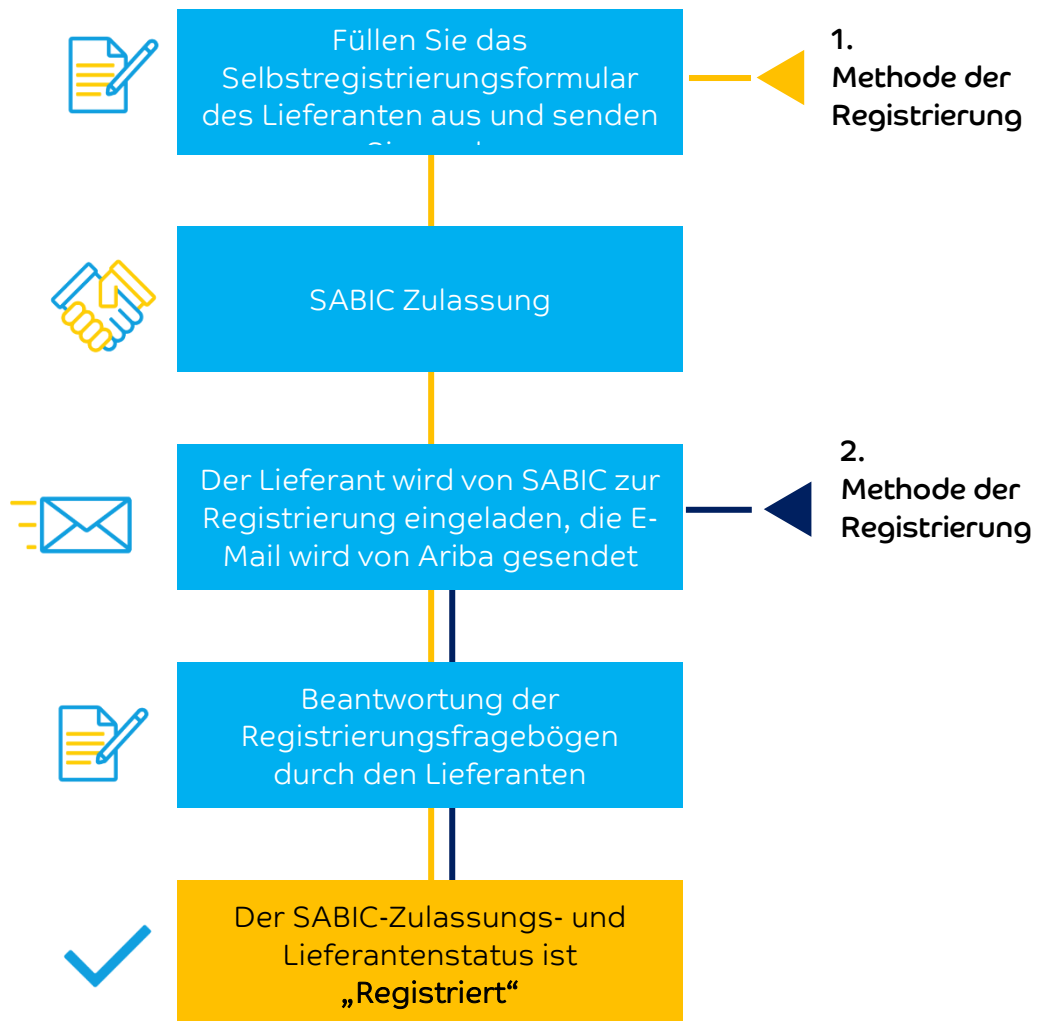 Füllen Sie das
Selbstregistrierungsformular
des Lieferanten aus und senden
1.
Methode der
Registrierung
SABIC Zulassung
Der Lieferant wird von SABIC zur
Registrierung eingeladen, die E-
Mail wird von Ariba gesendet
2.
Methode der
Registrierung
Beantwortung der
Registrierungsfragebögen
durch den Lieferanten
Der SABIC-Zulassungs- und
Lieferantenstatus ist
„Registriert“